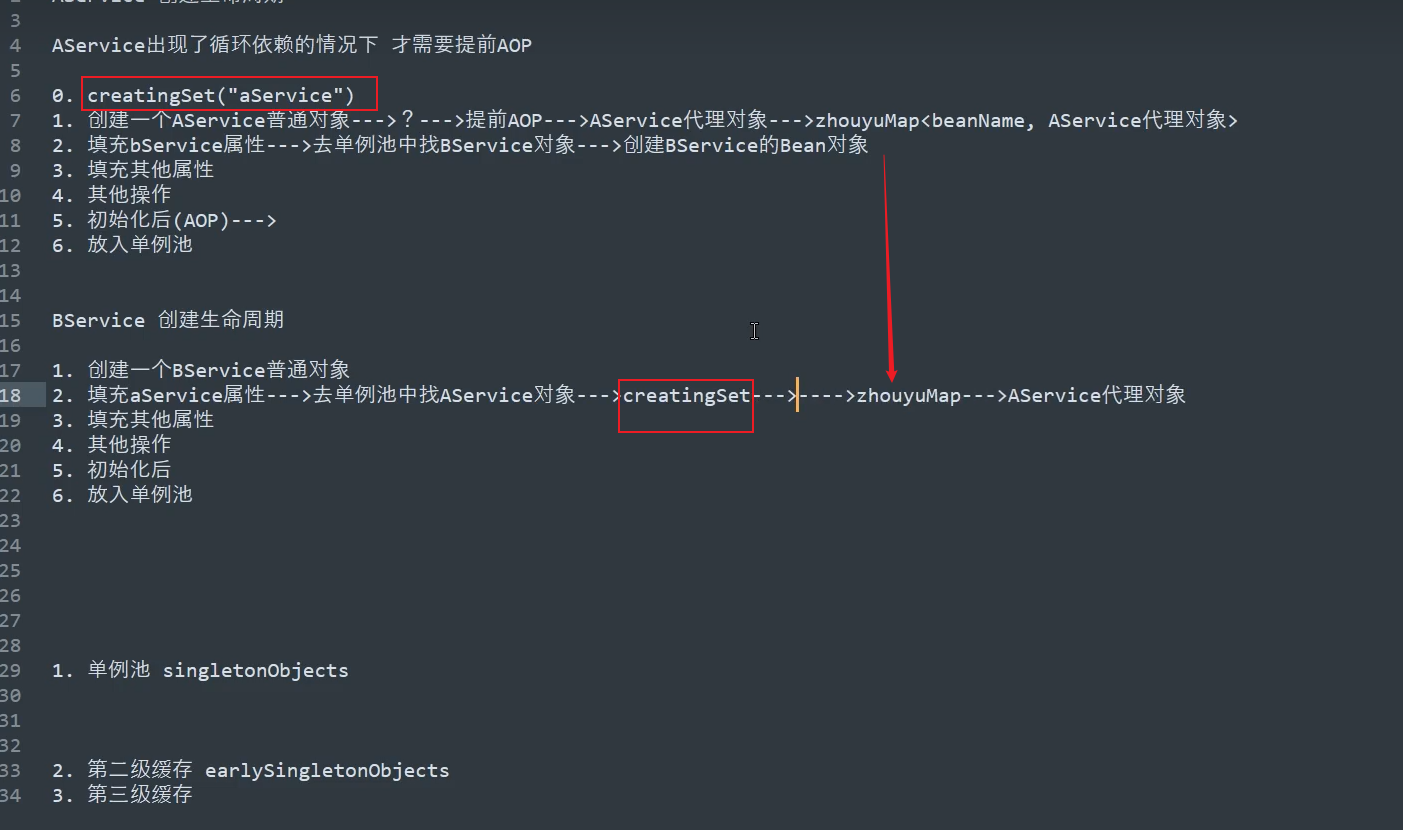 3
4 AService出现了循环依赖的情况下 才需要提前AOP
5
6 0. creatingSet("aService")
7 1. 创建一个AService普通对象--->？--->提前AOP--->AService代理对象--->zhouyuMap<beanName, AService代理对象>
8 2. 填充bService属性--->去单例池中找BService对象--->创建BService的Bean对象
9 3. 填充其他属性
10 4. 其他操作
11 5. 初始化后(AOP)--->
12 6. 放入单例池
13
14
15 BService 创建生命周期
16
17 1. 创建一个BService普通对象
18 2. 填充aService属性--->去单例池中找AService对象--->creatingSet--->---->zhouyuMap--->AService代理对象
19 3. 填充其他属性
20 4. 其他操作
21 5. 初始化后
22 6. 放入单例池
23
24
25
26
27
28
29 1. 单例池 singletonObjects
30
31
32
33 2. 第二级缓存 earlySingletonObjects
34 3. 第三级缓存